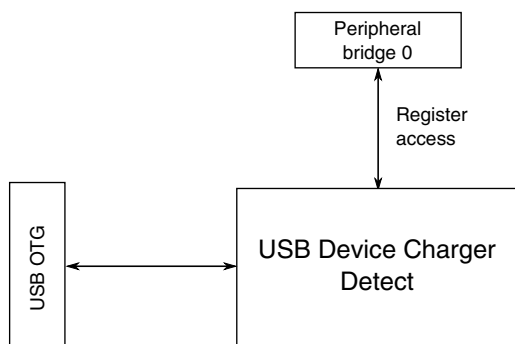 Peripheral
bridge 0
Register
access
USB OTG
USB Device Charger
Detect